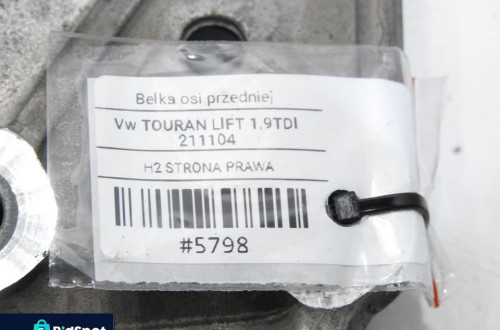 Belka osi przedniej
Vw TOURAN LIFT 1.9TDI
211104
H2 STRONA PRAWA
#5798
BidSpot